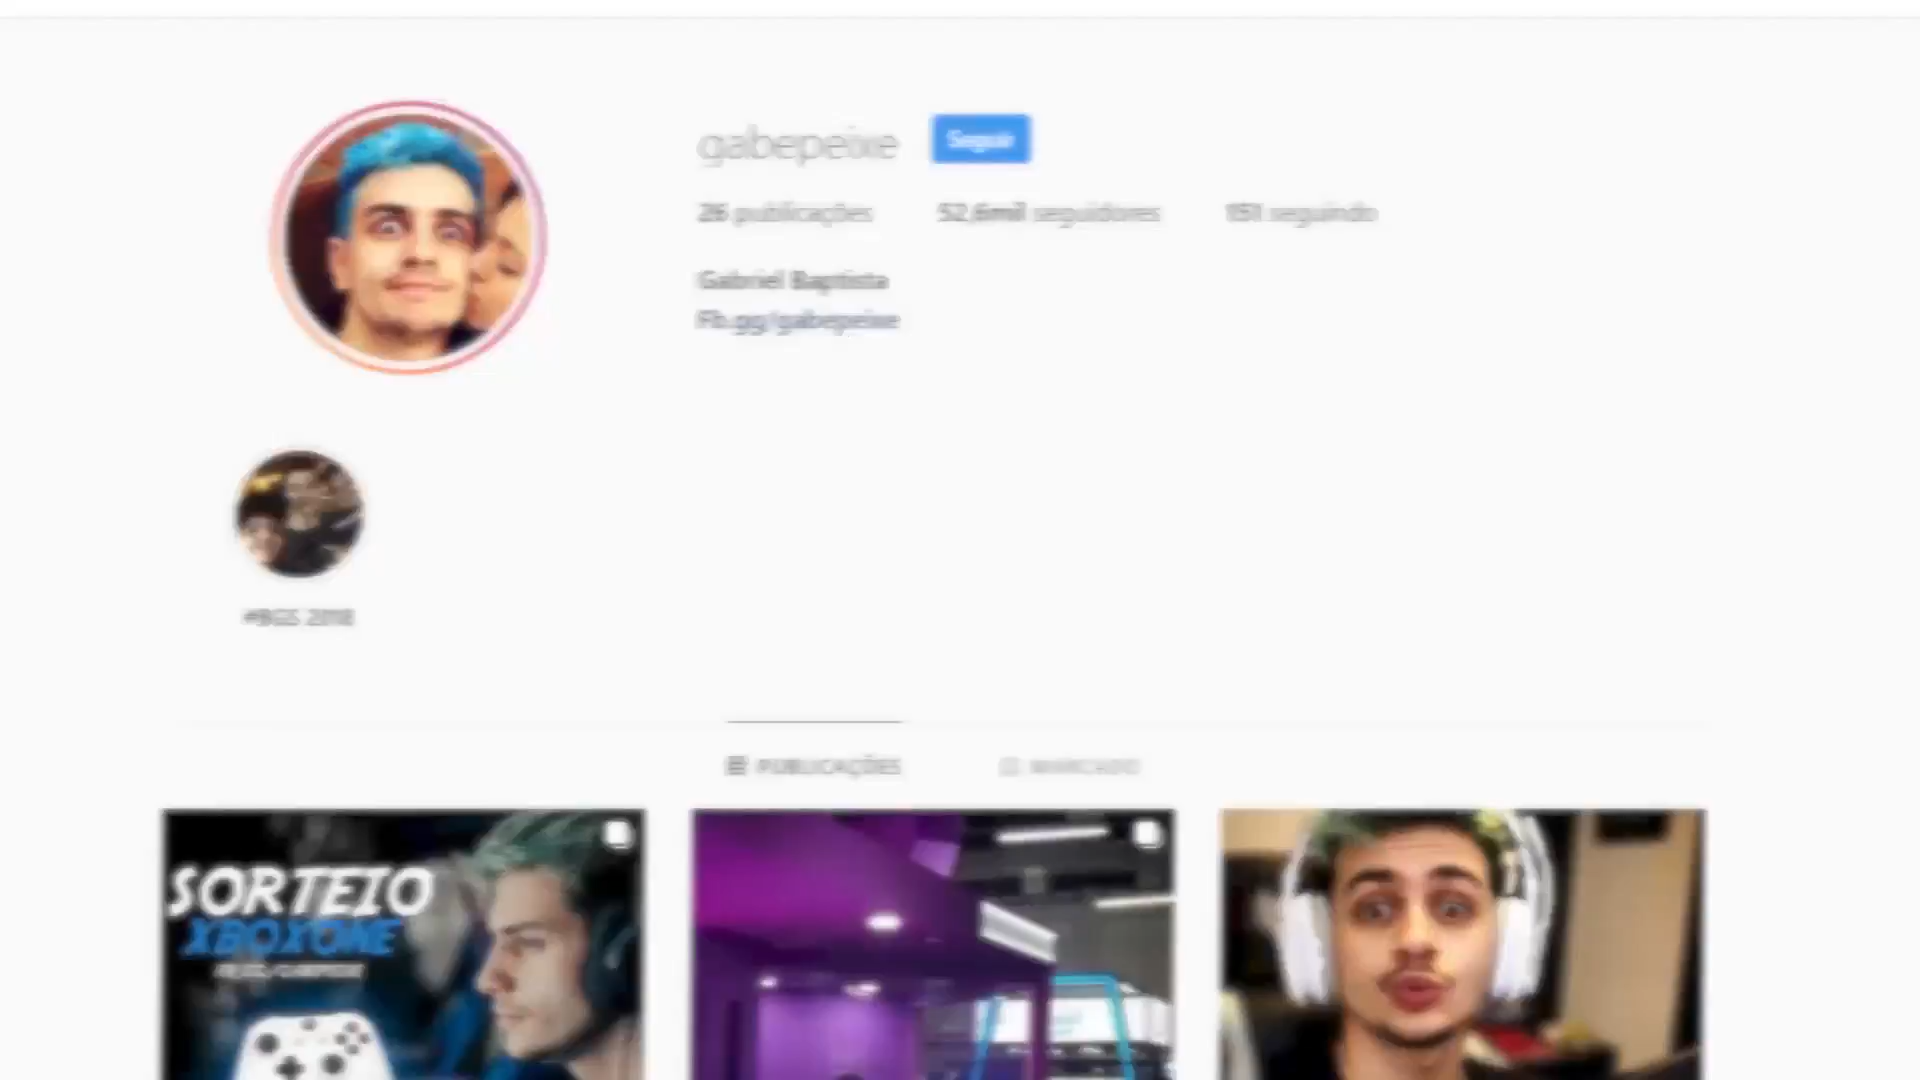 gabepeixe Seguir
26 publicações 52,6mil seguidores 151 seguindo
Gabriel Baptista
Fb.gg/gabepeixe
#BGS 2018
PUBLICAÇÕES MARCADO
SORTEIO
XBOX ONE